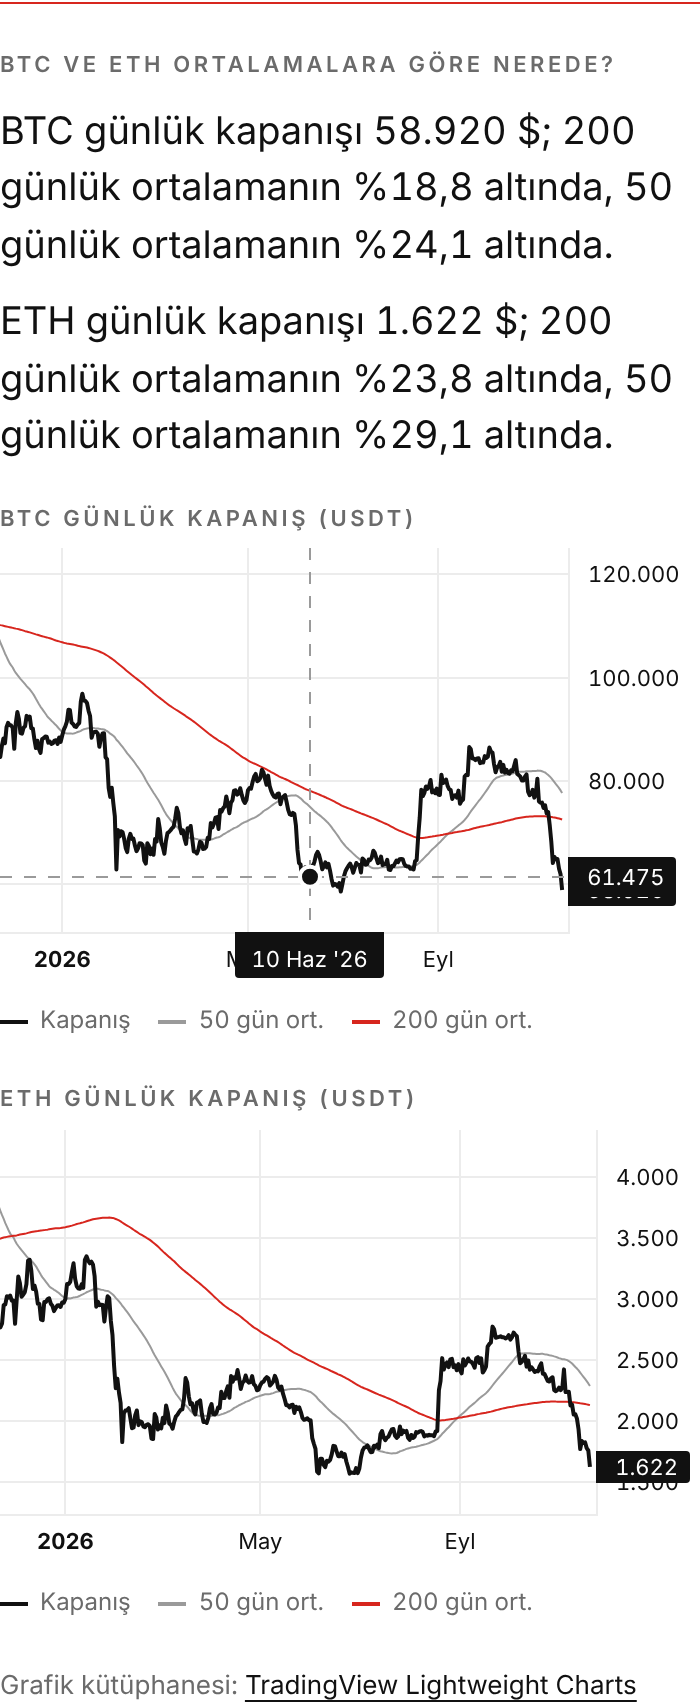 BTC VE ETH ORTALAMALARA GÖRE NEREDE?
BTC günlük kapanışı 58.920 $; 200
günlük ortalamanın %18,8 altında, 50
günlük ortalamanın %24,1 altında.
ETH günlük kapanışı 1.622 $; 200
günlük ortalamanın %23,8 altında, 50
günlük ortalamanın %29,1 altında.
BTC GÜNLÜK KAPANIŞ (USDT)
120.000
100.000
80.000
61.475
2026 10 Haz '26 Eyl
Kapanış 50 gün ort. 200 gün ort.
ETH GÜNLÜK KAPANIŞ (USDT)
4.000
3.500
3.000
2.500
2.000
1.622
1.500
2026 May Eyl
Kapanış 50 gün ort. 200 gün ort.
Grafik kütüphanesi: TradingView Lightweight Charts